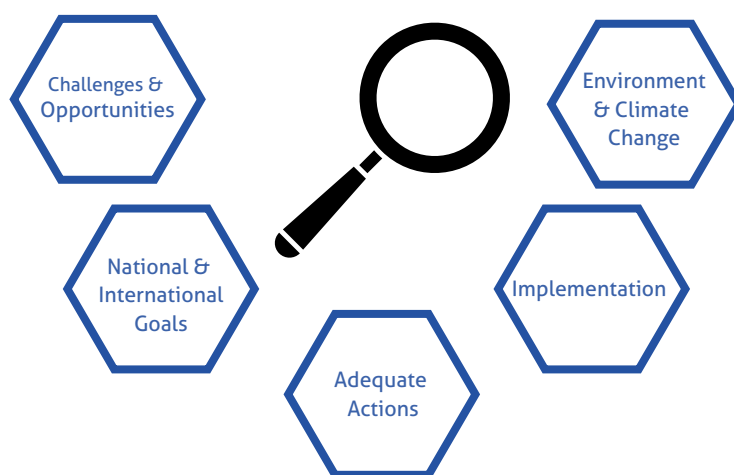 Challenges &
Opportunities
National &
International
Goals
Adequate
Actions
Implementation
Environment
& Climate
Change